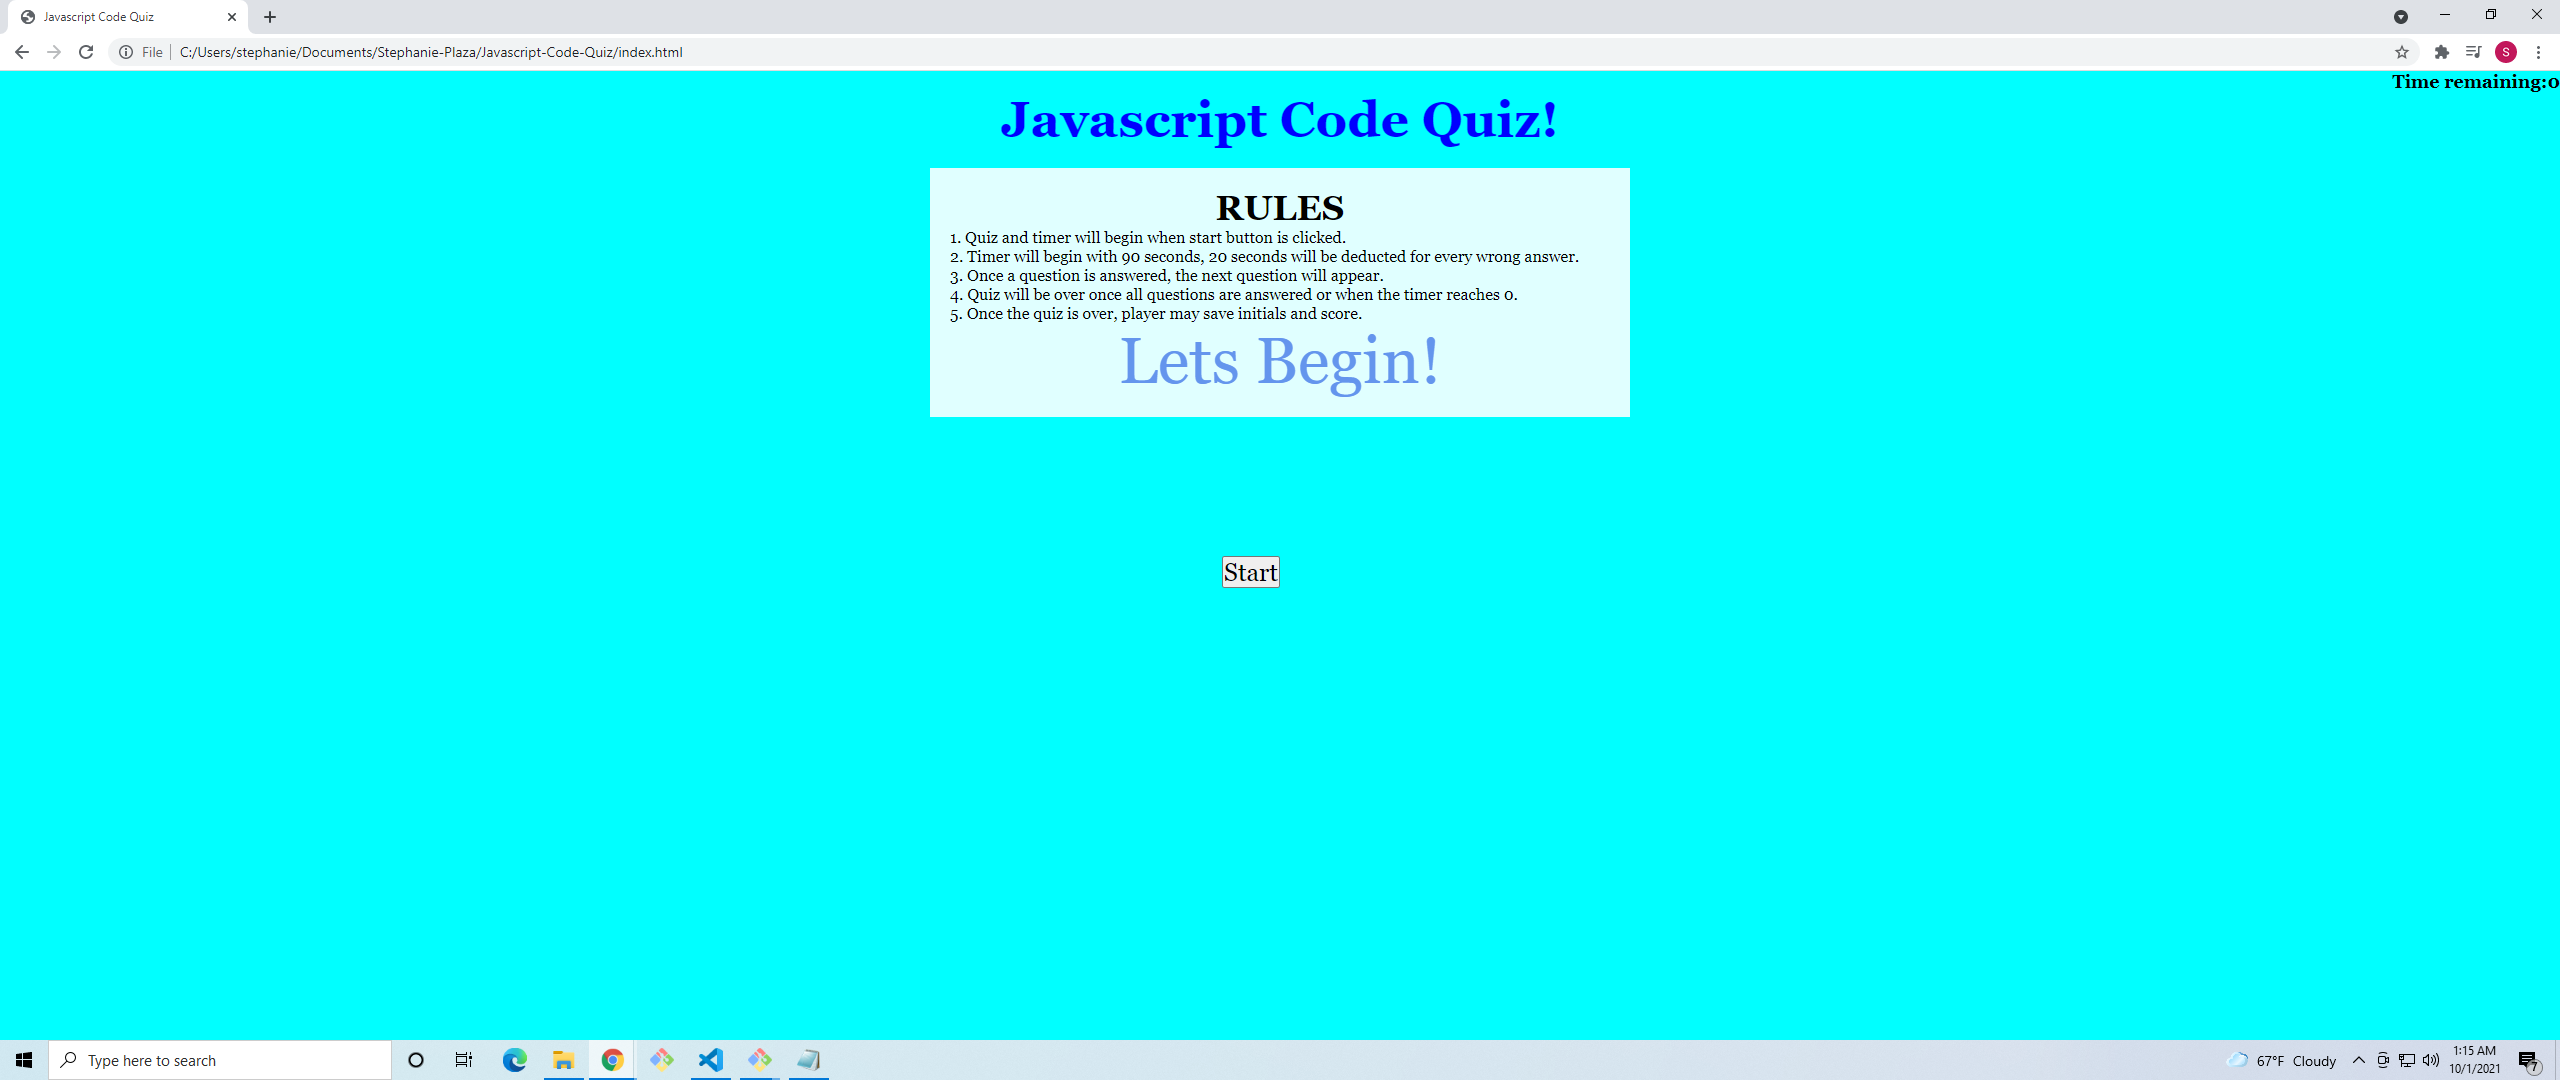 Javascript Code Quiz
File
C:/Users/stephanie/Documents/Stephanie-Plaza/Javascript-Code-Quiz/index.html
S
Time remaining:0
Javascript Code Quiz!
RULES
1. Quiz and timer will begin when start button is clicked.
2. Timer will begin with 90 seconds, 20 seconds will be deducted for every wrong answer.
3. Once a question is answered, the next question will appear.
4. Quiz will be over once all questions are answered or when the timer reaches 0.
5. Once the quiz is over, player may save initials and score.
Lets Begin!
Start
Type here to search
67°F Cloudy
1:15 AM
10/1/2021
7